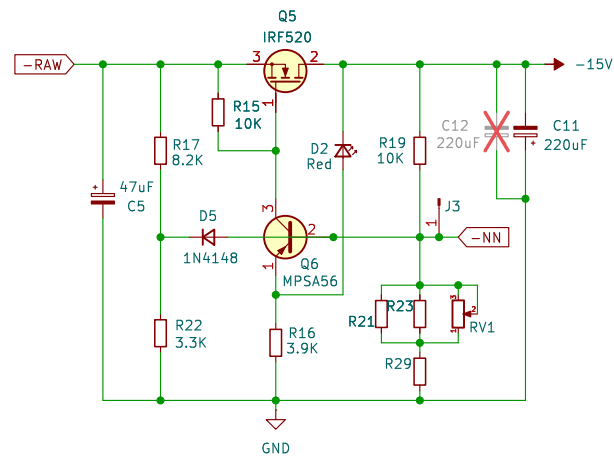 Q5
IRF520
-RAW
3
2
-15V
1
R15
10K
R17
8.2K
D2
Red
R19
10K
C12
220uF
C11
220uF
+
+
47uF
C5
J3
1
3
D5
1N4148
2
-NN
1
Q6
MPSA56
R22
3.3K
R16
3.9K
R21
R23
3
2
1
RV1
R29
GND